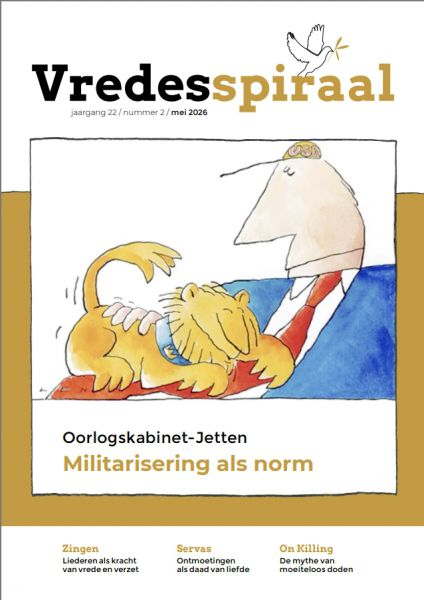 Vredesspiraal
jaargang 22 / nummer 2 / mei 2026
Oorlogskabinet-Jetten
Militarisering als norm
Zingen
Liederen als kracht
van vrede en verzet
Servas
Ontmoetingen
als daad van liefde
On Killing
De mythe van
moeiteloos doden